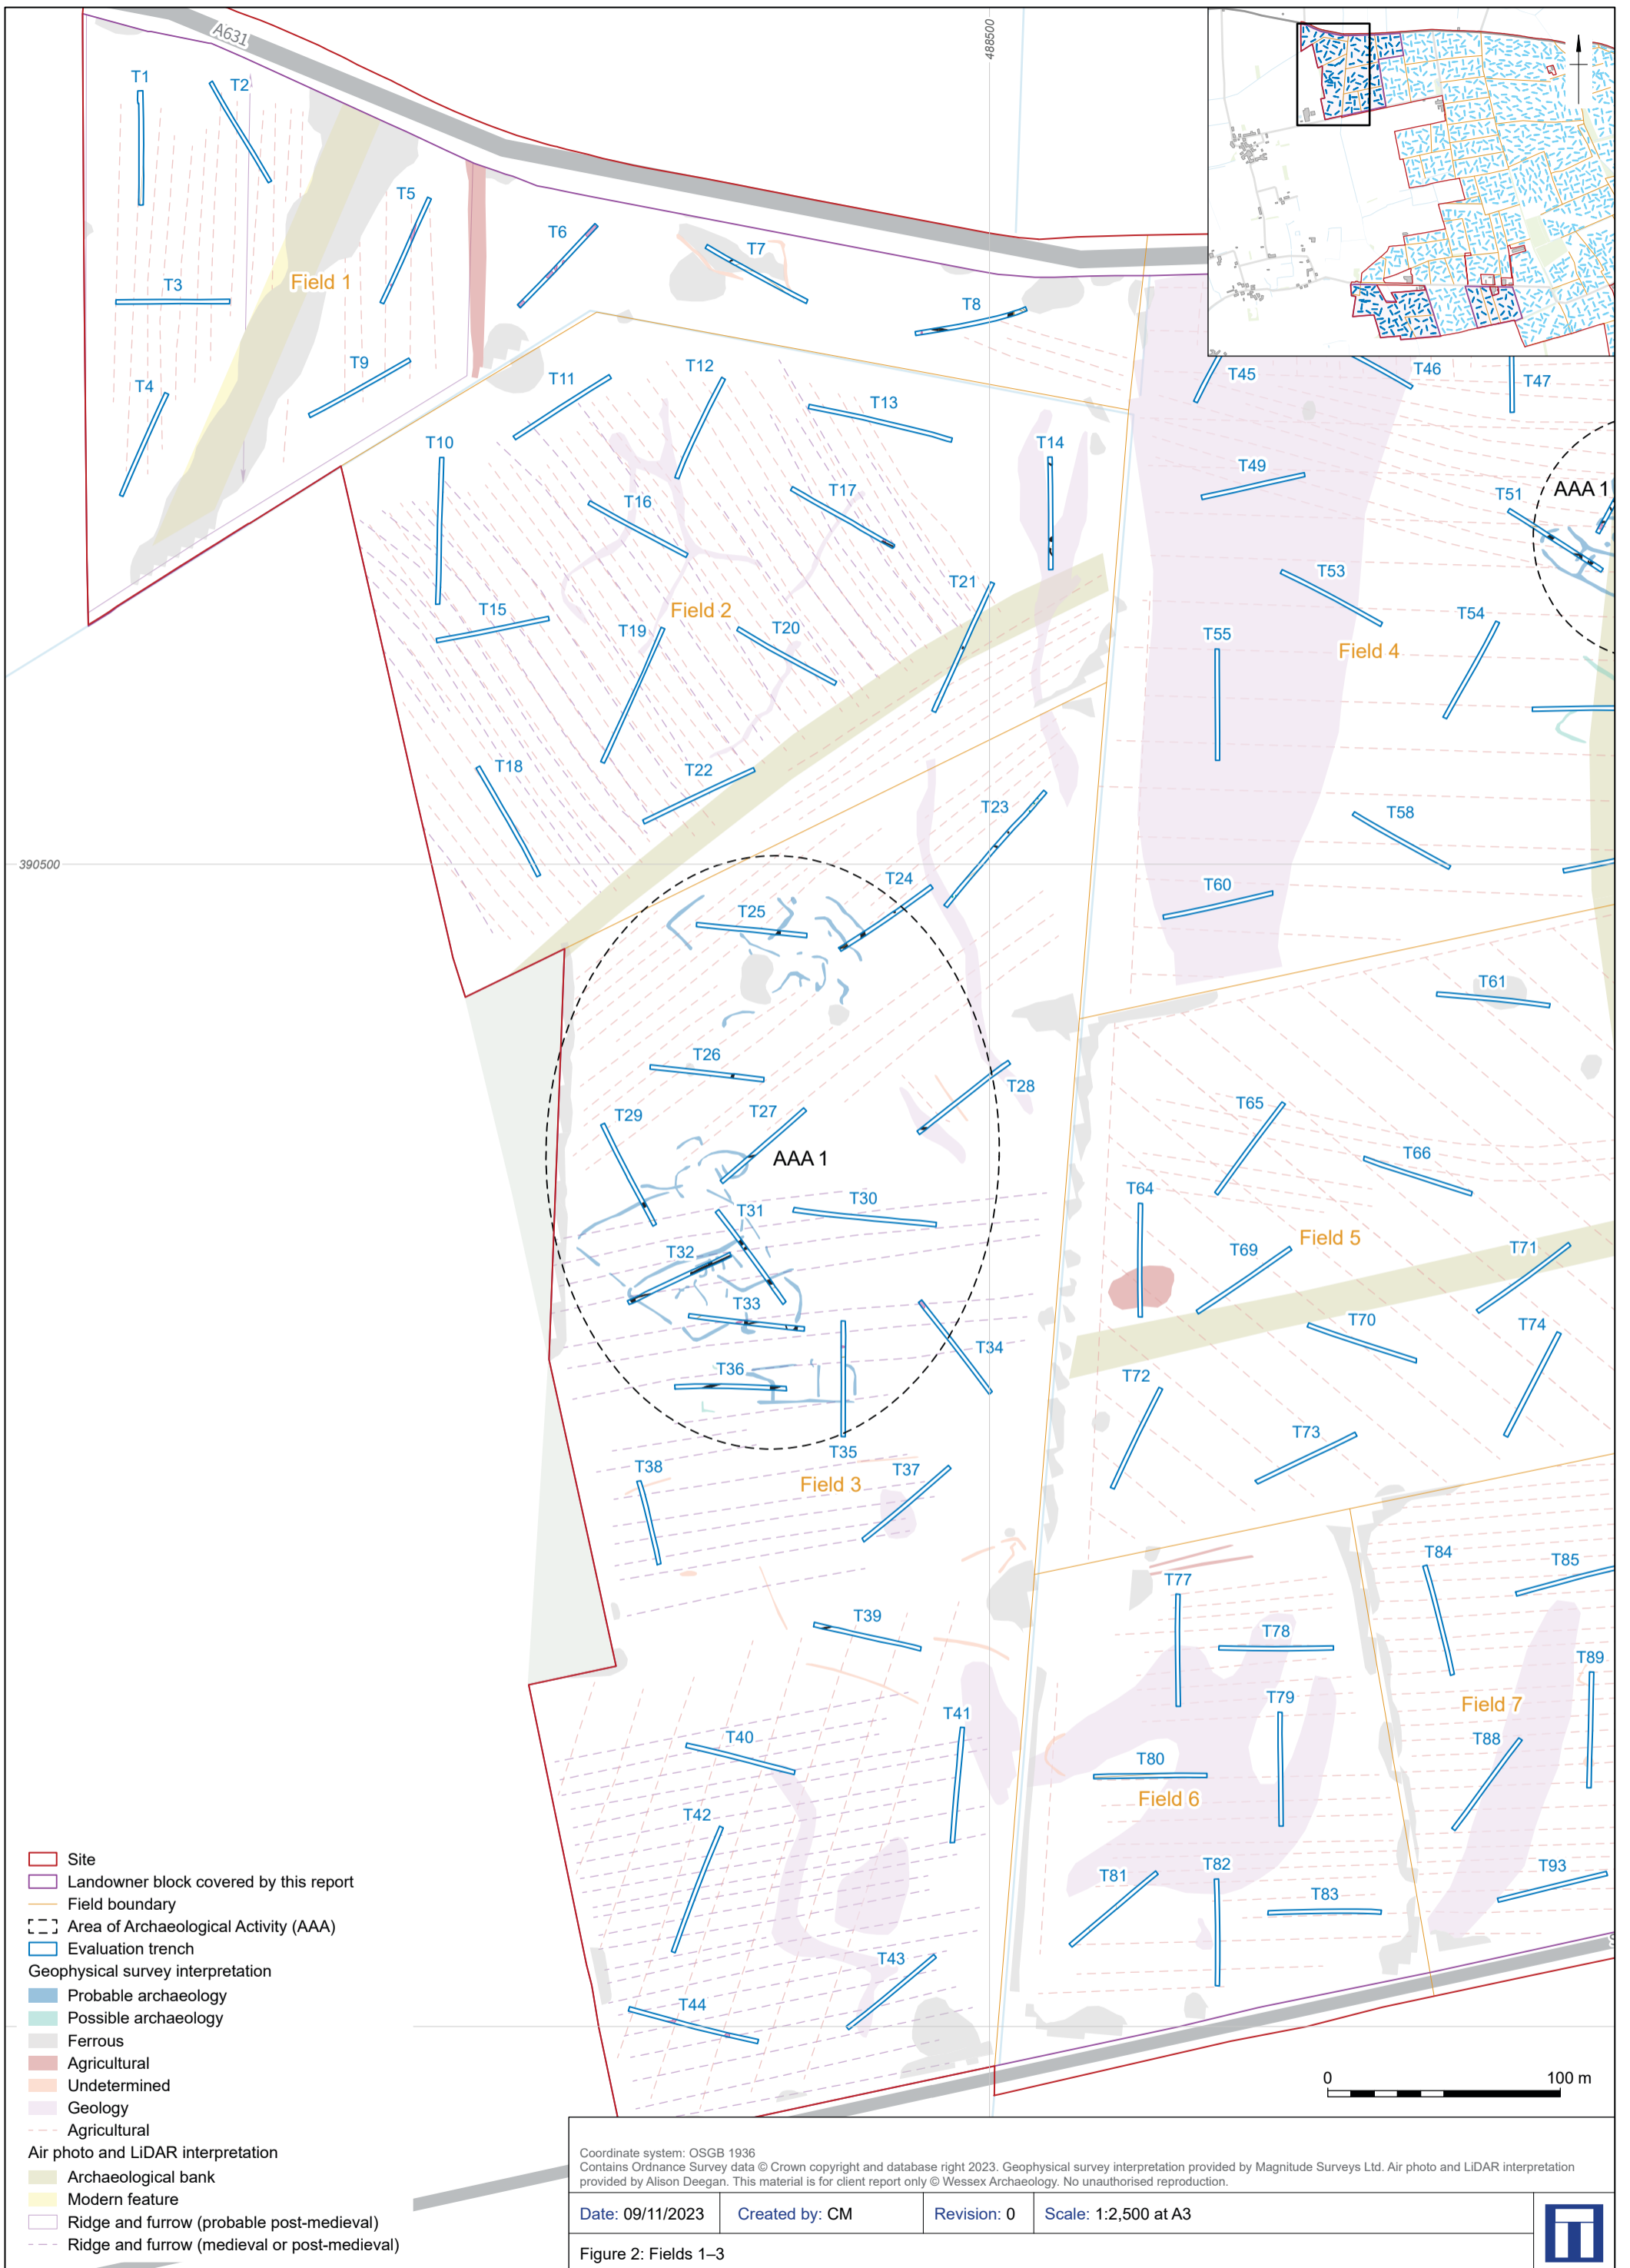 A631
488500
T1
T2
T5
T6
T7
T3
Field 1
T8
T9
T4
T11
T12
T13
T10
T14
T45
T46
T47
T49
T16
T17
T51
AAA 1
T21
T53
T15
Field 2
T19
T20
T54
T55
Field 4
T18
T22
T23
T58
390500
T24
T60
T25
T61
T26
T28
T29
T27
T65
AAA 1
T66
T64
T30
T31
T32
T69
Field 5
T71
T33
T34
T70
T74
T36
T72
T35
T73
T38
Field 3
T37
T84
T85
T77
T39
T78
T89
T41
T79
Field 7
T40
T80
T88
Field 6
T42
T81
T82
T83
T93
T43
T44
Site
Landowner block covered by this report
Field boundary
Area of Archaeological Activity (AAA)
Evaluation trench
Geophysical survey interpretation
Probable archaeology
Possible archaeology
Ferrous
Agricultural
Undetermined
Geology
Agricultural
Air photo and LiDAR interpretation
Archaeological bank
Modern feature
Ridge and furrow (probable post-medieval)
Ridge and furrow (medieval or post-medieval)
0 100 m
Coordinate system: OSGB 1936
Contains Ordnance Survey data © Crown copyright and database right 2023. Geophysical survey interpretation provided by Magnitude Surveys Ltd. Air photo and LiDAR interpretation
provided by Alison Deegan. This material is for client report only © Wessex Archaeology. No unauthorised reproduction.
Date: 09/11/2023 Created by: CM Revision: 0 Scale: 1:2,500 at A3
Figure 2: Fields 1–3